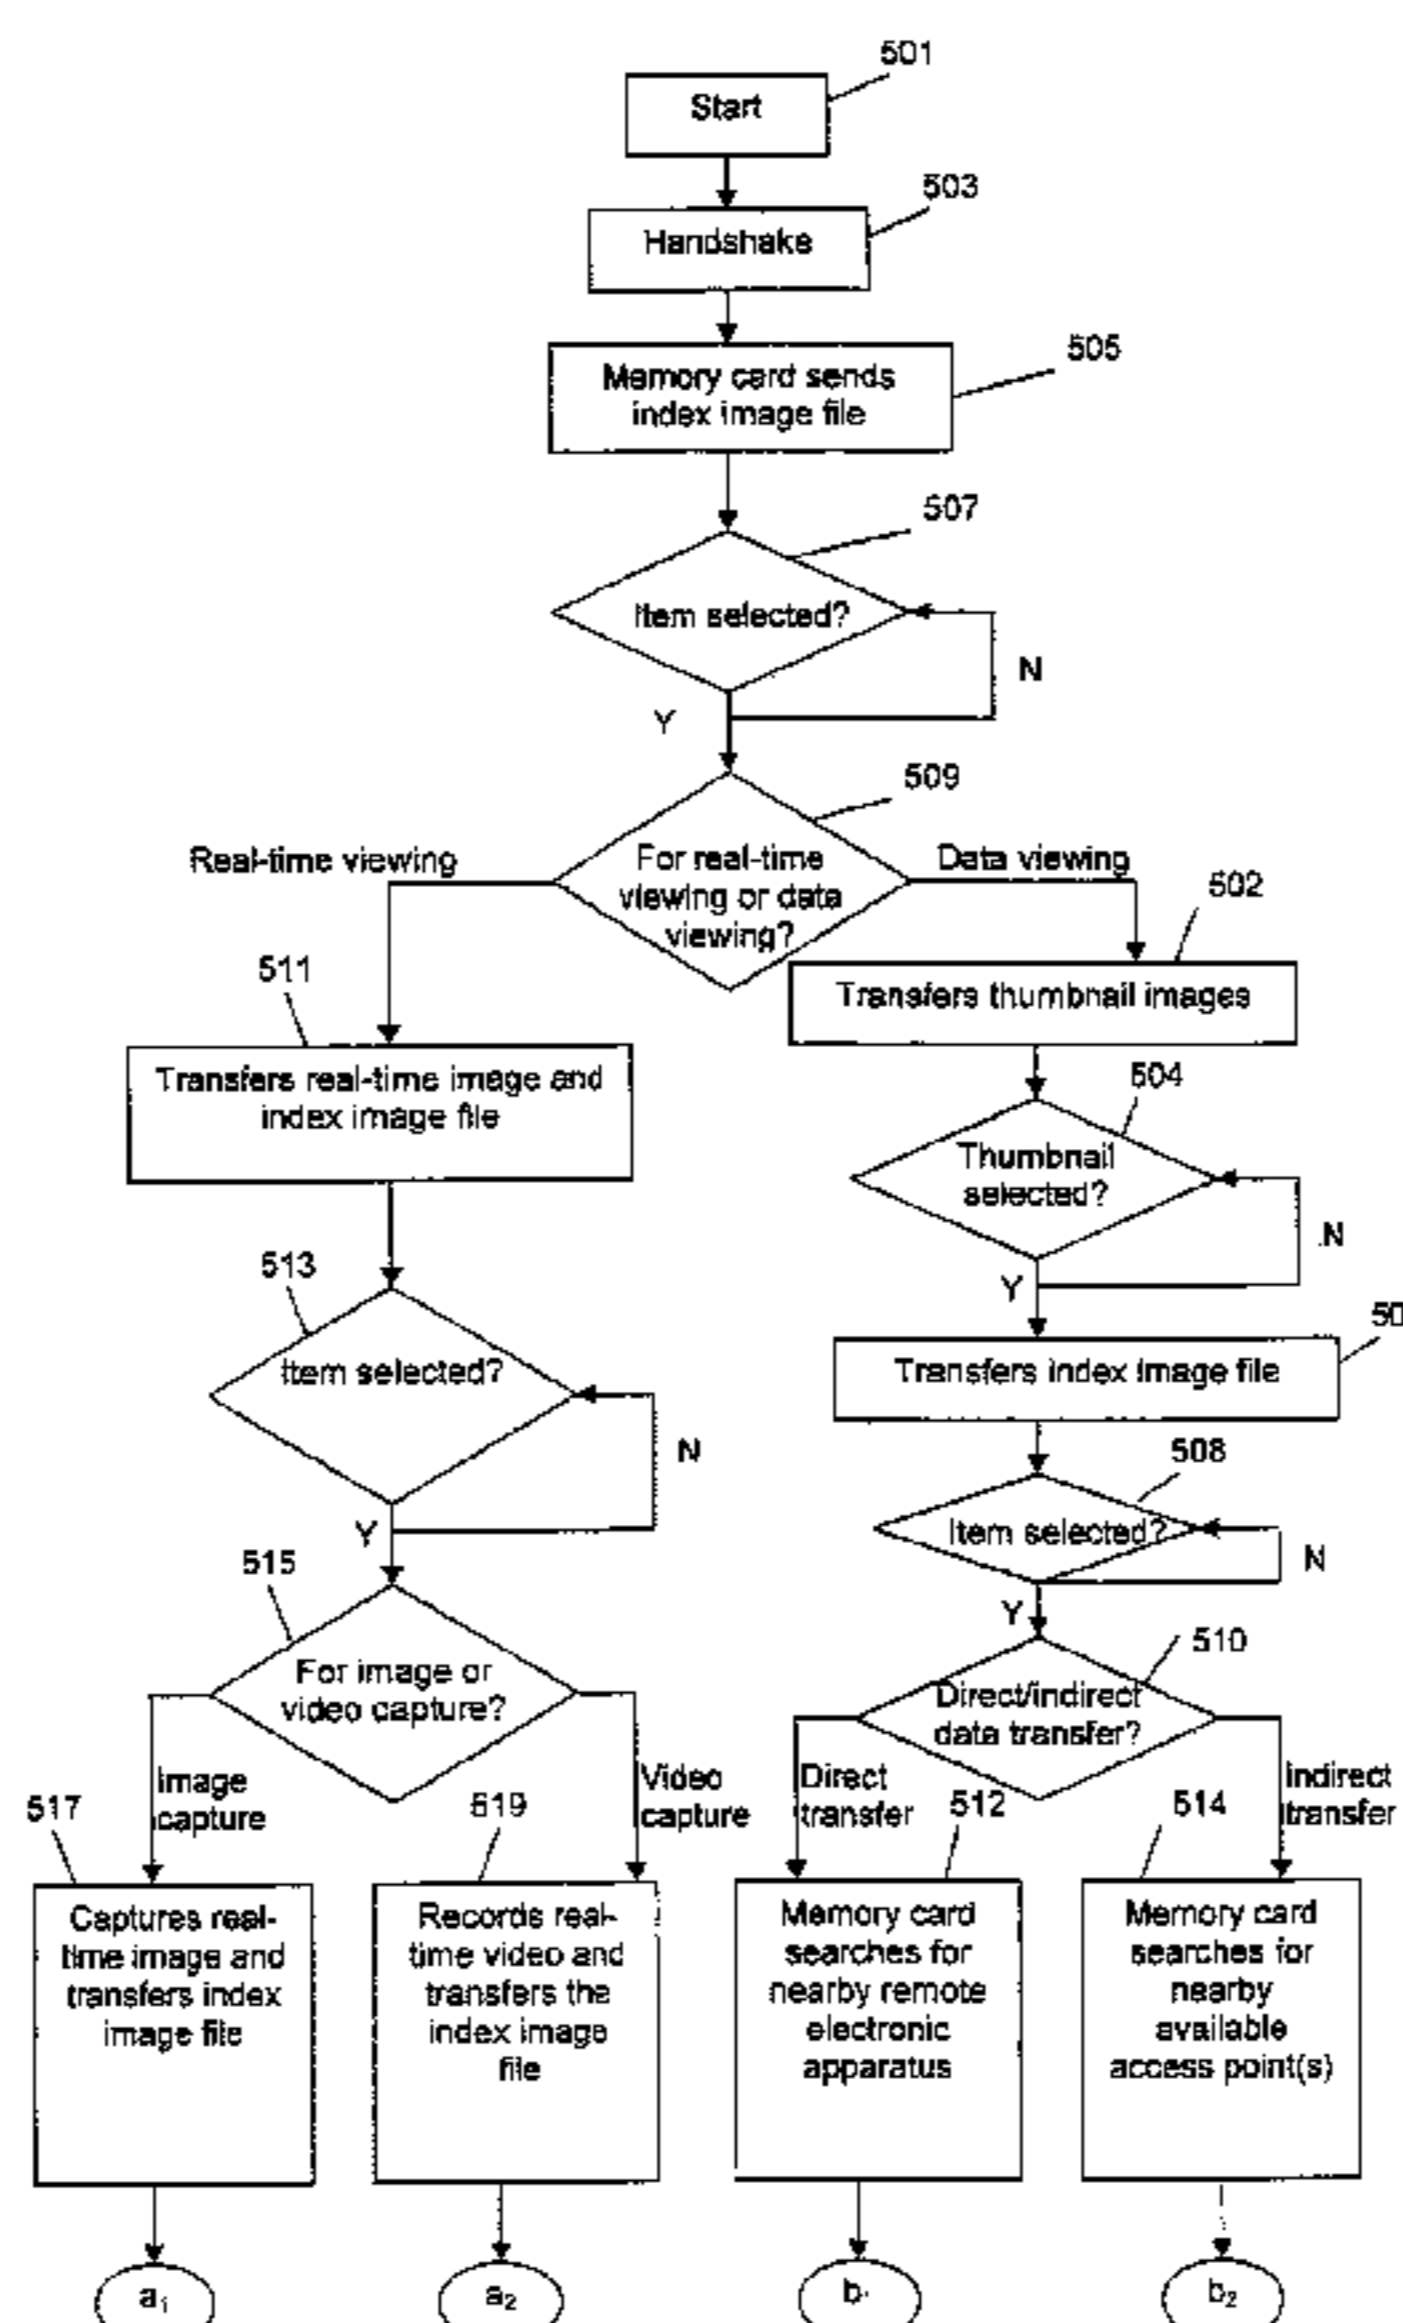 501
Start
503
Handshake
505
Memory card sends
index image file
507
Item selected?
N
Y
509
Real-time viewing
For real-time
viewing or data
viewing?
Data viewing
502
511
Transfers thumbnail images
Transfers real-time image and
index image file
504
Thumbnail
selected?
N
Y
513
Item selected?
N
Y
Transfers index image file
508
Item selected?
N
Y
515
For image or
video capture?
510
Direct/indirect
data transfer?
Image
capture
Video
capture
Direct
transfer
Indirect
transfer
517
519
512
514
Captures real-
time image and
transfers index
image file
Records real-
time video and
transfers the
index image
file
Memory card
searches for
nearby remote
electronic
apparatus
Memory card
searches for
nearby
available
access point(s)
a₁
a₂
b₂